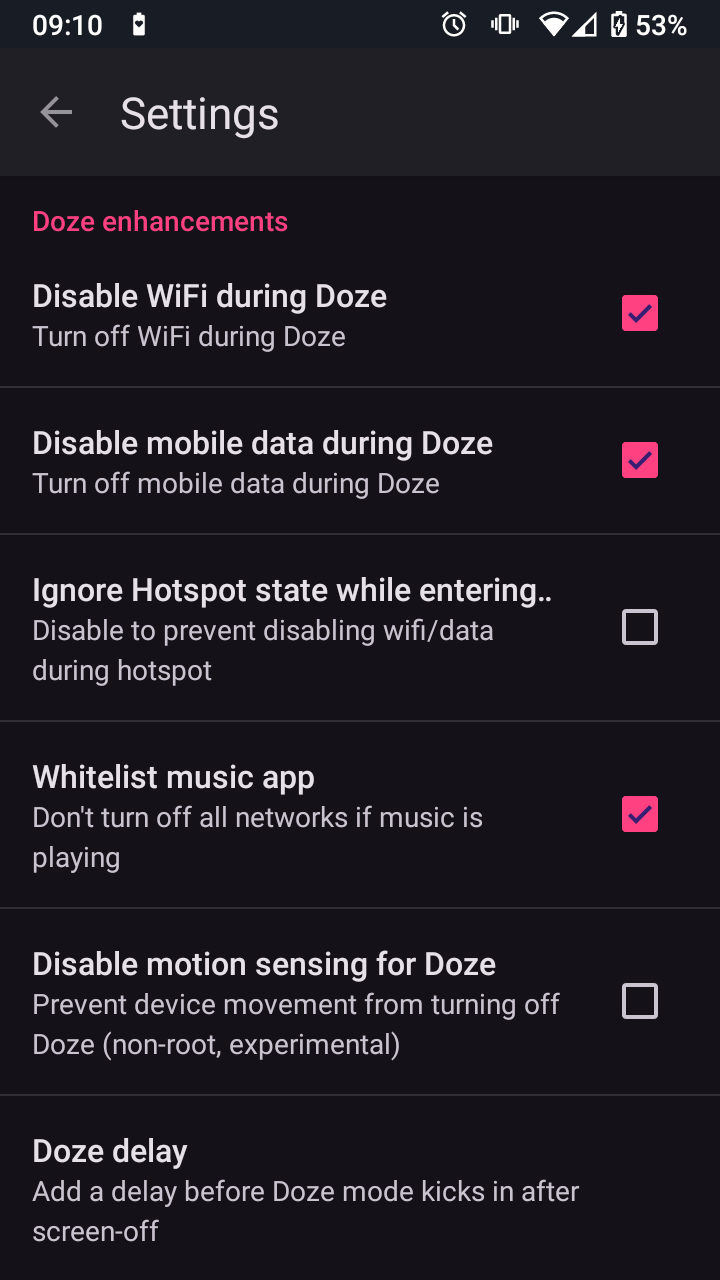 09:10
53%
Settings
Doze enhancements
Disable WiFi during Doze
Turn off WiFi during Doze
Disable mobile data during Doze
Turn off mobile data during Doze
Ignore Hotspot state while entering..
Disable to prevent disabling wifi/data
during hotspot
Whitelist music app
Don't turn off all networks if music is
playing
Disable motion sensing for Doze
Prevent device movement from turning off
Doze (non-root, experimental)
Doze delay
Add a delay before Doze mode kicks in after
screen-off